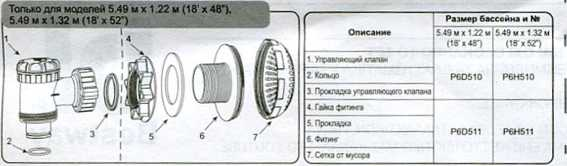 Только для моделей 5.49 м x 1.22 м (18' x 48"),
5.49 м x 1.32 м (18' x 52")
1
2
3
4
5
6
7
Описание
Размер бассейна и №
5.49 м x 1.22 м
(18' x 48")
5.49 м x 1.32 м
(18' x 52")
1. Управляющий клапан
2. Кольцо
3. Прокладка управляющего клапана
P6D510
P6H510
4. Гайка фитинга
5. Прокладка
6. Фитинг
7. Сетка от мусора
P6D511
P6H511